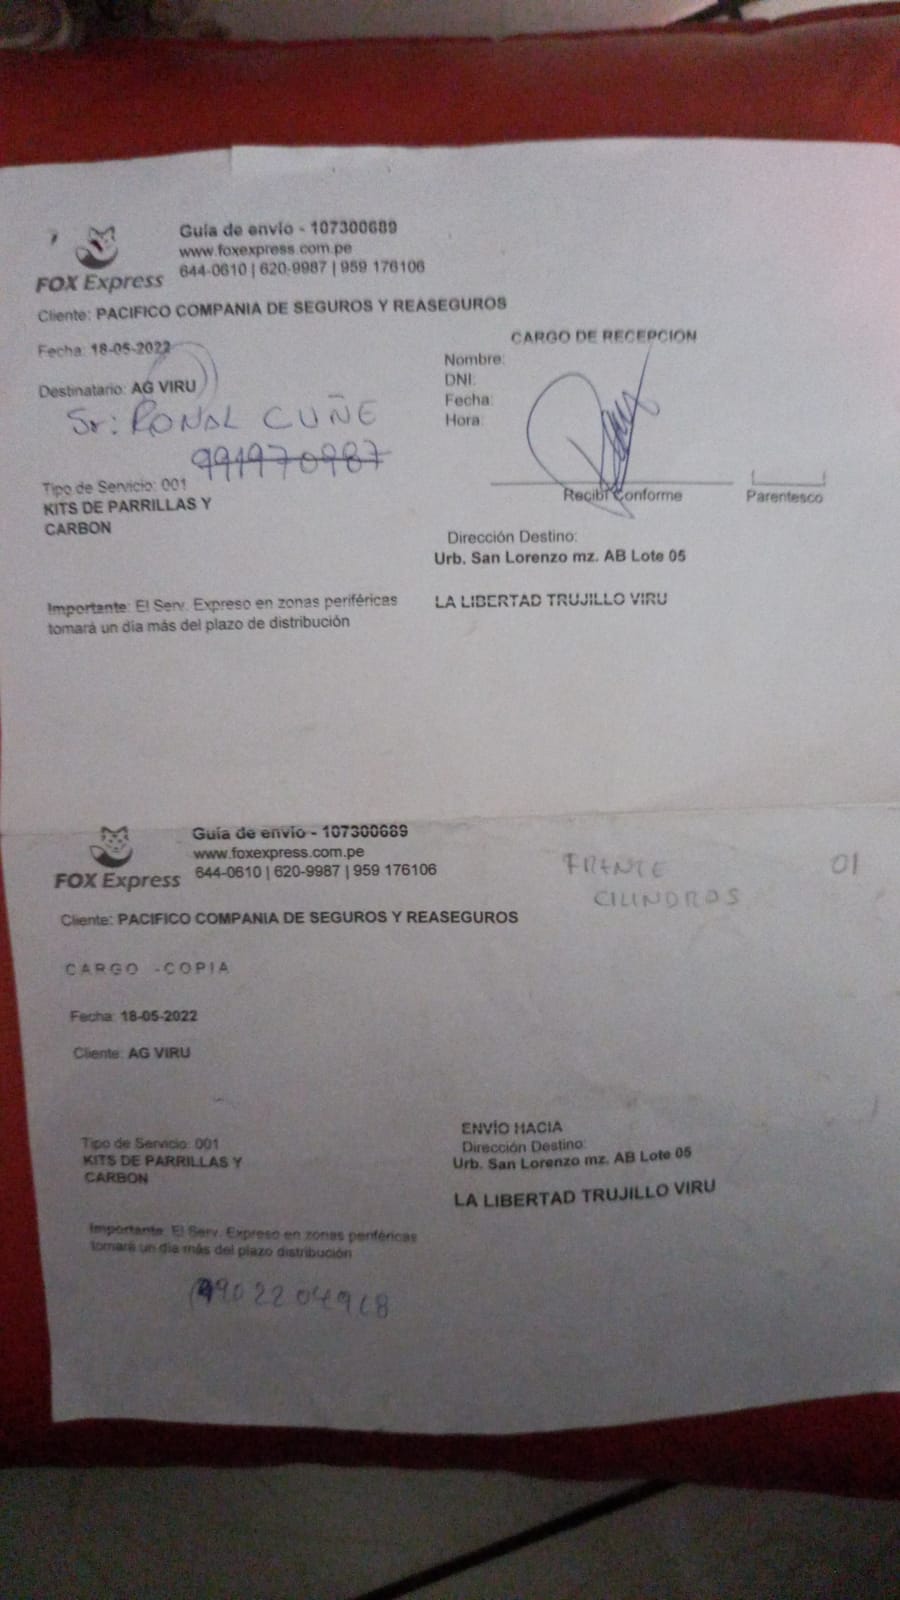 Guía de envío - 107300689
www.foxexpress.com.pe
FOX Express
644-0610 | 620-9987 | 959 176106
Cliente: PACIFICO COMPANIA DE SEGUROS Y REASEGUROS
Fecha: 18-05-2022
Destinatario: AG VIRU
Sr: RONAL CUÑE
991970987
Tipo de Servicio: 001
KITS DE PARRILLAS Y
CARBON
Importante: El Serv. Expreso en zonas periféricas
tomará un día más del plazo de distribución
CARGO DE RECEPCION
Nombre:
DNI:
Fecha:
Hora:
Recibí Conforme
Parentesco
Dirección Destino:
Urb. San Lorenzo mz. AB Lote 05
LA LIBERTAD TRUJILLO VIRU
Guía de envío - 107300689
www.foxexpress.com.pe
FOX Express
644-0610 | 620-9987 | 959 176106
FRENTE
CILINDROS
01
Cliente: PACIFICO COMPANIA DE SEGUROS Y REASEGUROS
CARGO - COPIA
Fecha: 18-05-2022
Cliente: AG VIRU
Tipo de Servicio: 001
KITS DE PARRILLAS Y
CARBON
Importante: El Serv. Expreso en zonas periféricas
tomará un día más del plazo distribución
ENVÍO HACIA
Dirección Destino:
Urb. San Lorenzo mz. AB Lote 05
LA LIBERTAD TRUJILLO VIRU